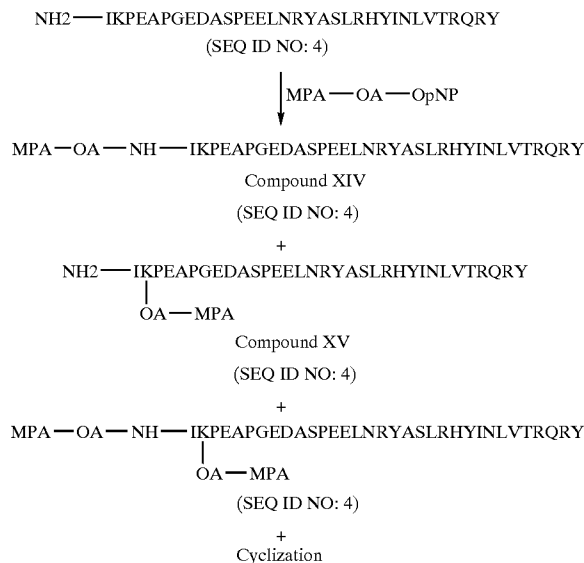 NH2—IKPEAPGEDASPEELNRYASLRHYINLVTRQRY
(SEQ ID NO: 4)
MPA—OA—OpNP
MPA—OA—NH—IKPEAPGEDASPEELNRYASLRHYINLVTRQRY
Compound XIV
(SEQ ID NO: 4)
+
NH2—IKPEAPGEDASPEELNRYASLRHYINLVTRQRY
OA—MPA
Compound XV
(SEQ ID NO: 4)
+
MPA—OA—NH—IKPEAPGEDASPEELNRYASLRHYINLVTRQRY
OA—MPA
(SEQ ID NO: 4)
+
Cyclization